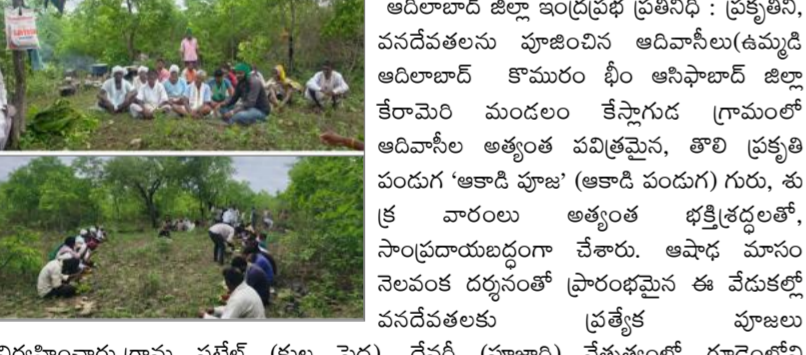 ఆదిలాబాద్ జిల్లా ఇంద్రప్రభ ప్రతినిధి : ప్రకృతిని,
వనదేవతలను పూజించిన ఆదివాసీలు(ఉమ్మడి
ఆదిలాబాద్ కొమురం భీం ఆసిఫాబాద్ జిల్లా
కేరామెరి మండలం కేస్లాగుడ గ్రామంలో
ఆదివాసీల అత్యంత పవిత్రమైన, తొలి ప్రకృతి
పండుగ ‘ఆకాడి పూజ’ (ఆకాడి పండుగ) గురు, శు
క్ర వారంలు అత్యంత భక్తిశ్రద్ధలతో,
సాంప్రదాయబద్ధంగా చేశారు. ఆషాఢ మాసం
నెలవంక దర్శనంతో ప్రారంభమైన ఈ వేడుకల్లో
వనదేవతలకు ప్రత్యేక పూజలు